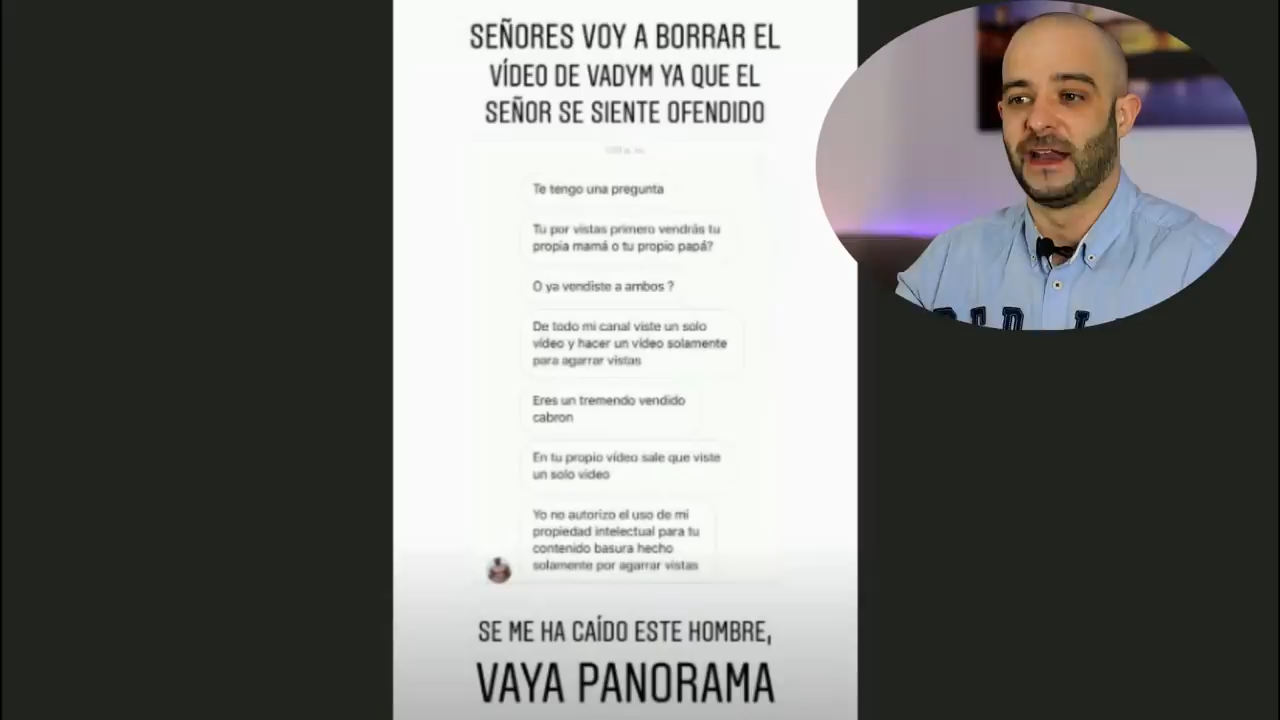 SEÑORES VOY A BORRAR EL
VÍDEO DE VADYM YA QUE EL
SEÑOR SE SIENTE OFENDIDO
Te tengo una pregunta
Tu por vistas primero vendrás tu
propia mamá o tu propio papá?
O ya vendiste a ambos ?
De todo mi canal viste un solo
vídeo y hacer un vídeo solamente
para agarrar vistas
Eres un tremendo vendido
cabron
En tu propio vídeo sale que viste
un solo video
Yo no autorizo el uso de mi
propiedad intelectual para tu
contenido basura hecho
solamente por agarrar vistas
SE ME HA CAÍDO ESTE HOMBRE,
VAYA PANORAMA